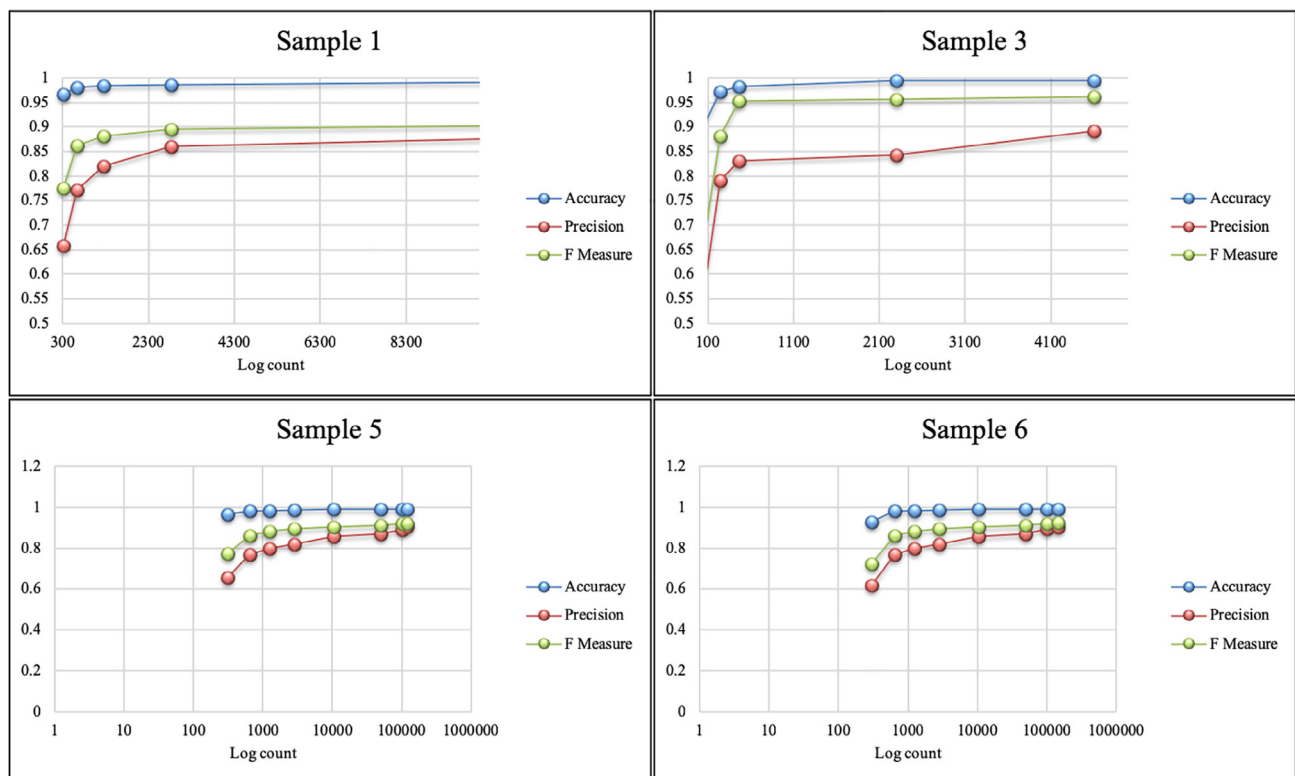 Sample 1
1
0.95
0.9
0.85
0.8
0.75
0.7
0.65
0.6
0.55
0.5
300 2300 4300 6300 8300
Log count
Accuracy
Precision
F Measure
Sample 3
1
0.95
0.9
0.85
0.8
0.75
0.7
0.65
0.6
0.55
0.5
100 1100 2100 3100 4100
Log count
Accuracy
Precision
F Measure
Sample 5
1.2
1
0.8
0.6
0.4
0.2
0
1 10 100 1000 10000 100000 1000000
Log count
Accuracy
Precision
F Measure
Sample 6
1.2
1
0.8
0.6
0.4
0.2
0
1 10 100 1000 10000 100000 1000000
Log count
Accuracy
Precision
F Measure